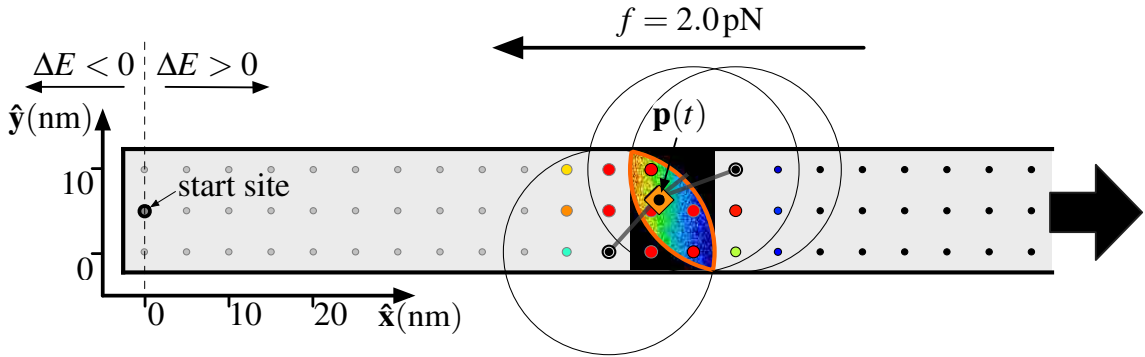 f = 2.0 pN
ΔE < 0 ΔE > 0
ŷ(nm)
p(t)
10
start site
0
0 10 20 x̂(nm)